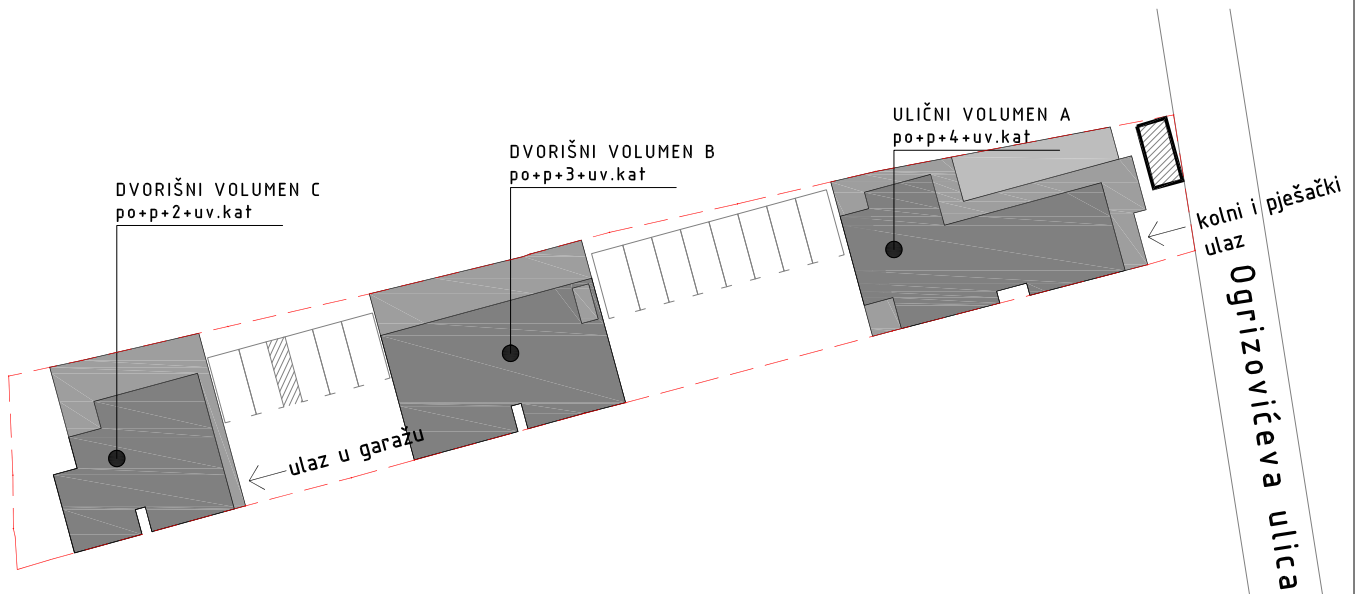 ULIČNI VOLUMEN A
po+p+4+uv.kat
DVORIŠNI VOLUMEN B
po+p+3+uv.kat
DVORIŠNI VOLUMEN C
po+p+2+uv.kat
kolni i pješački
ulaz
Ogrizovićeva ulica
ulaz u garažu